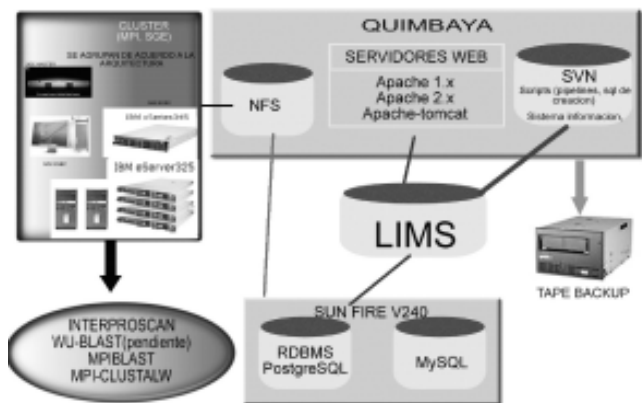 CLUSTER
(MPI, SGE)
SE AGRUPAN DE ACUERDO A LA
ARQUITECTURA
IBM eServer345
IBM eServer325
INTERPROSCAN
WU-BLAST(pendiente)
MPIBLAST
MPI-CLUSTALW
QUIMBAYA
NFS
SERVIDORES WEB
Apache 1.x
Apache 2.x
Apache-tomcat
SVN
Scripts (pipelines, sql de
creacion)
Sistema informacion,
LIMS
TAPE BACKUP
SUN FIRE V240
RDBMS
PostgreSQL
MySQL